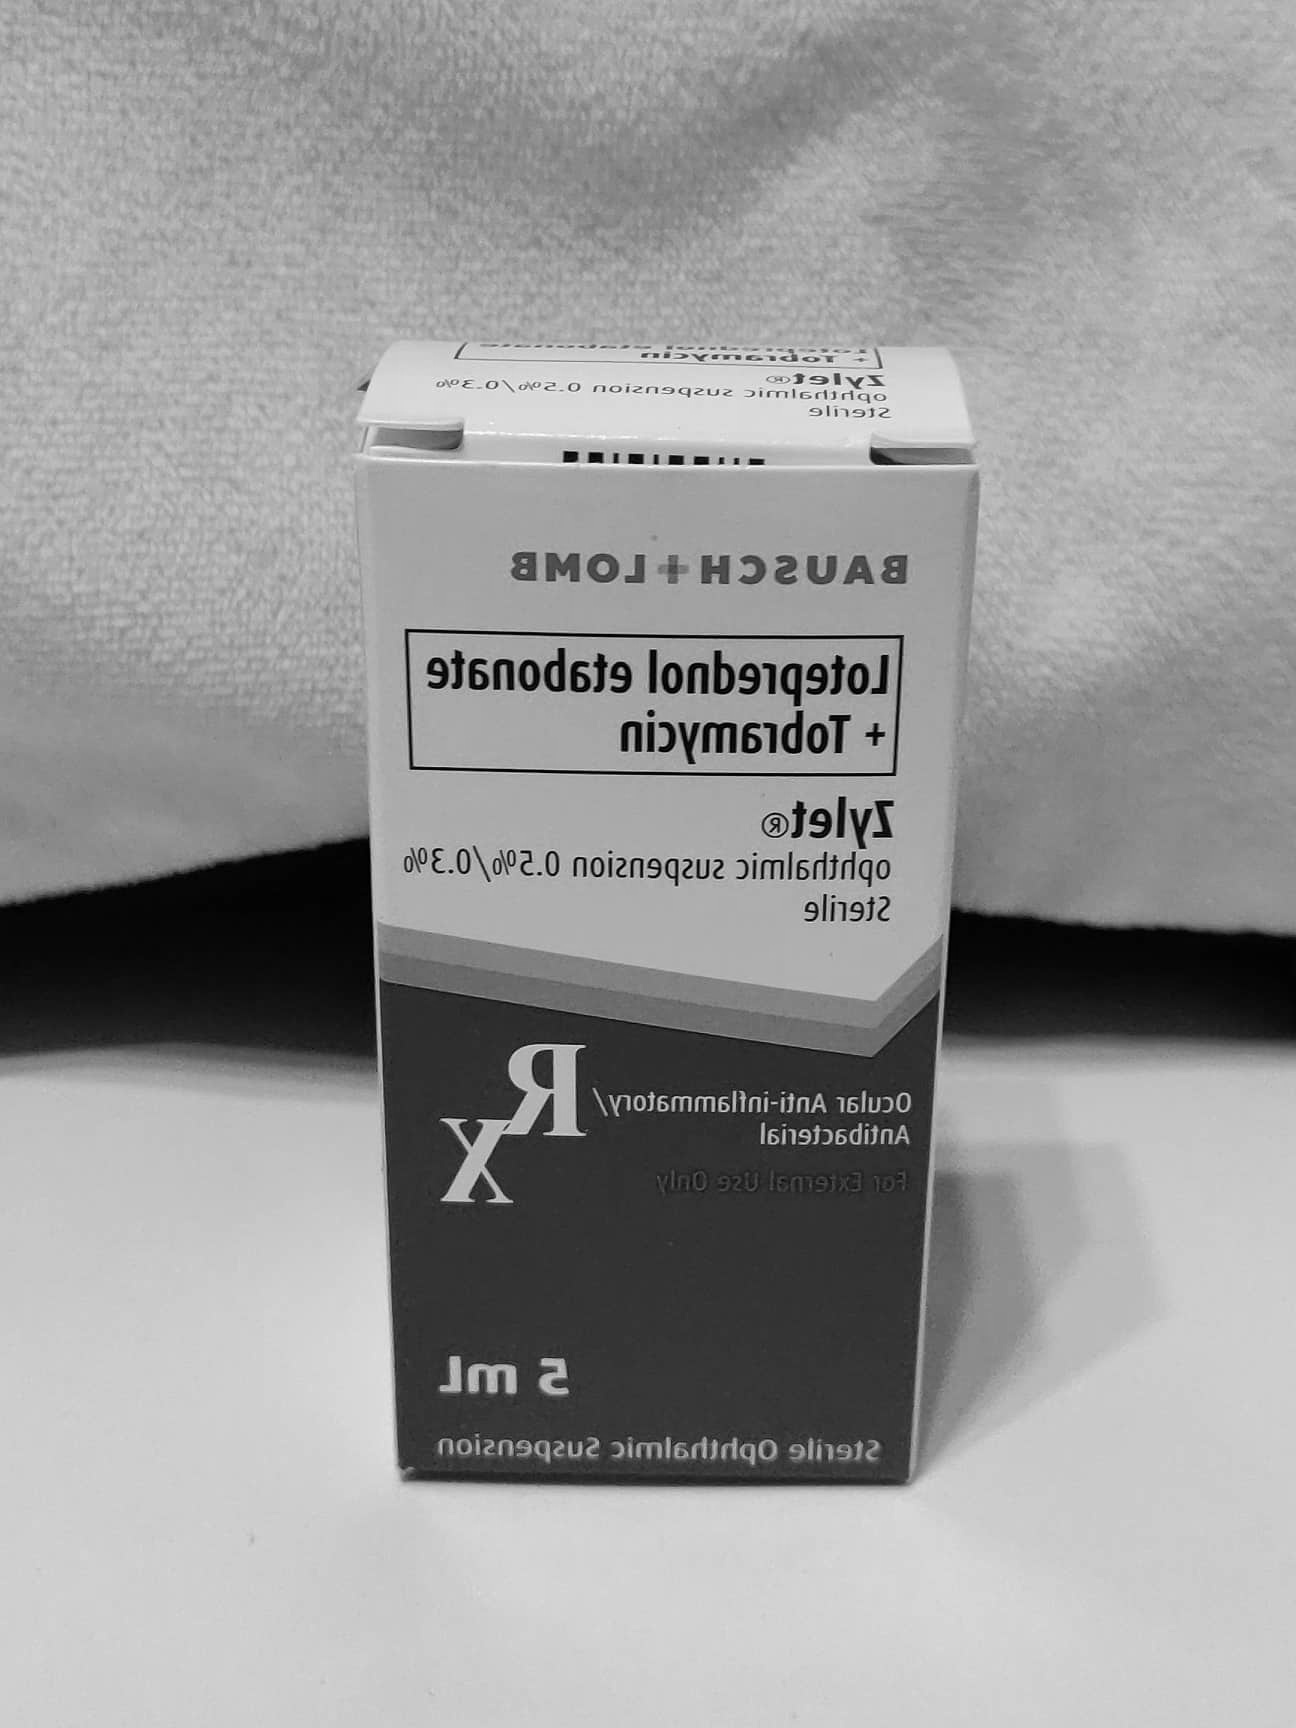 Loteprednol etabonate
+ Tobramycin
Zylet®
ophthalmic suspension 0.5%/0.3%
Sterile
BAUSCH+LOMB
Loteprednol etabonate
+ Tobramycin
Zylet®
ophthalmic suspension 0.5%/0.3%
Sterile
Ocular Anti-inflammatory/
Antibacterial
For External Use Only
Rx
5 mL
Sterile Ophthalmic Suspension